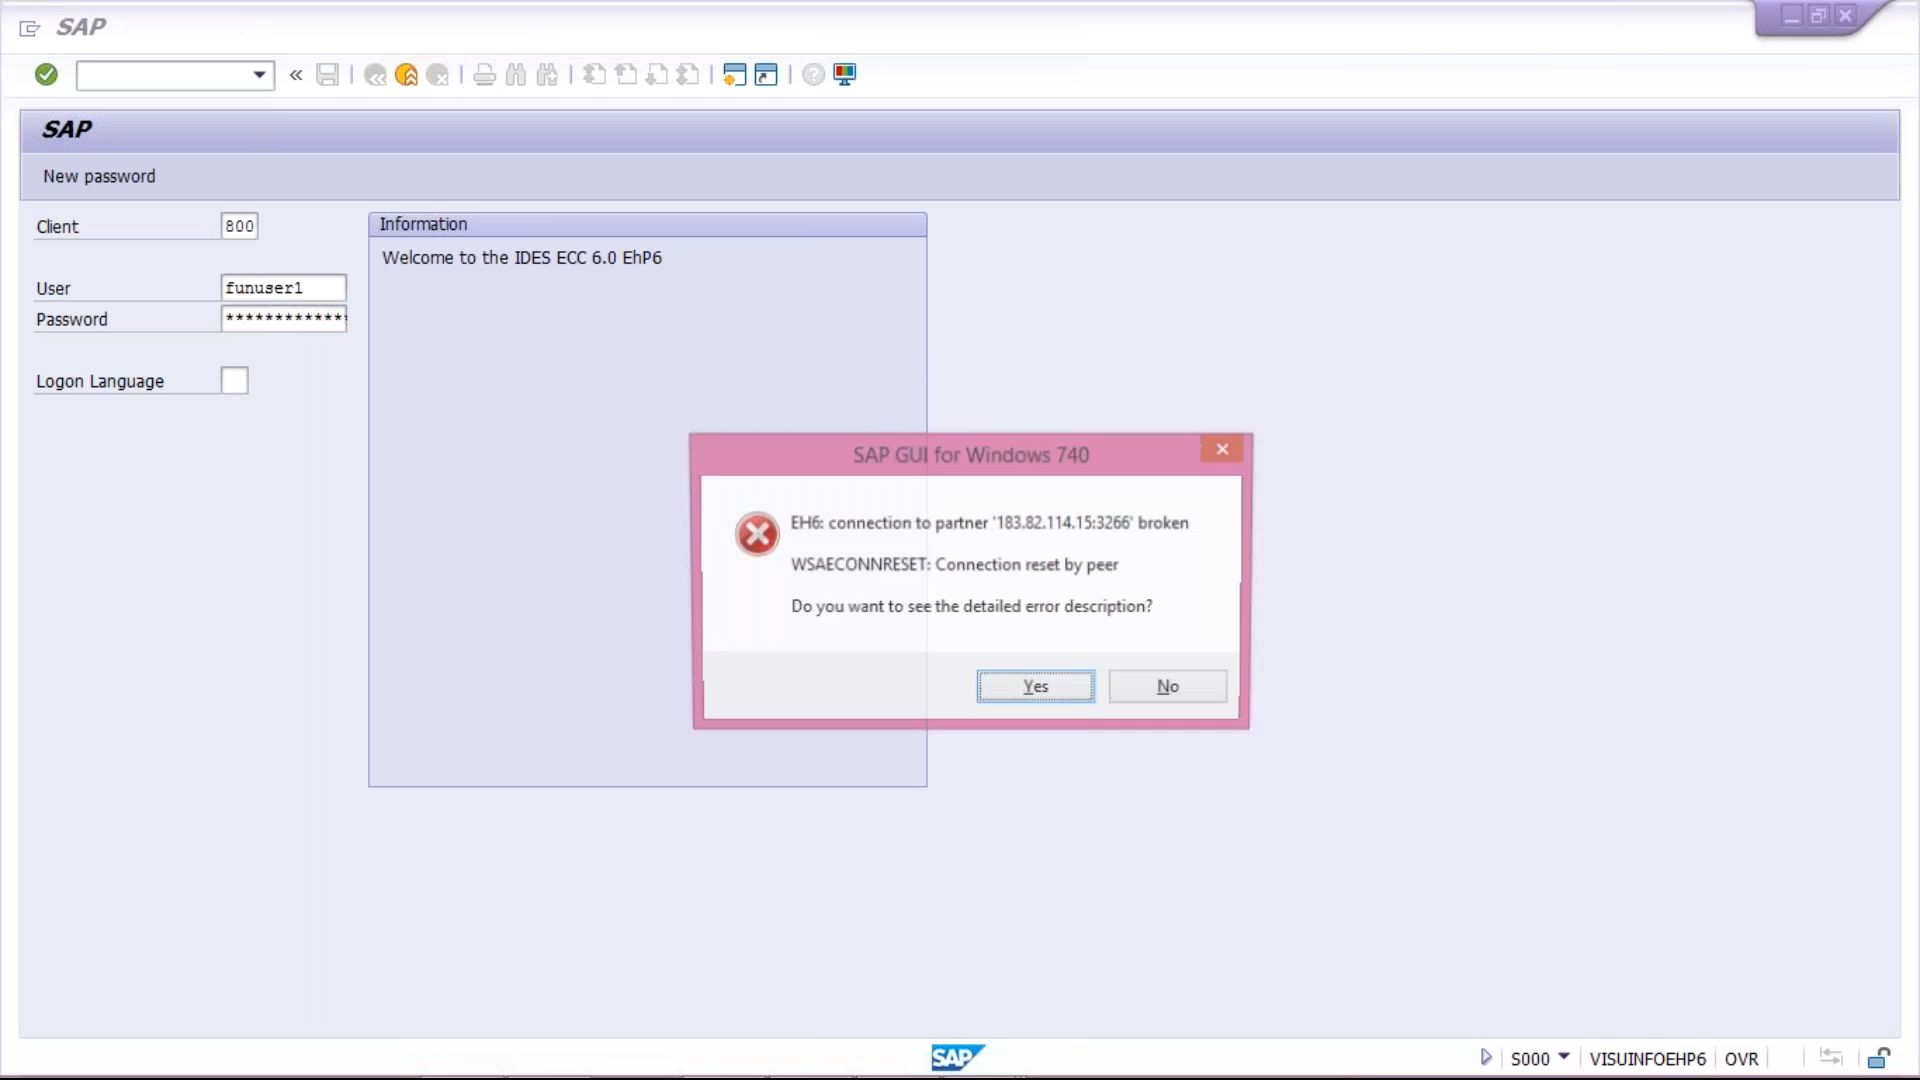 SAP
SAP
New password
Client 800
User funuser1
Password *************
Logon Language
Information
Welcome to the IDES ECC 6.0 EhP6
SAP GUI for Windows 740
EH6: connection to partner '183.82.114.15:3266' broken
WSAECONNRESET: Connection reset by peer
Do you want to see the detailed error description?
Yes No
SAP
S000 VISUINFOEHP6 OVR